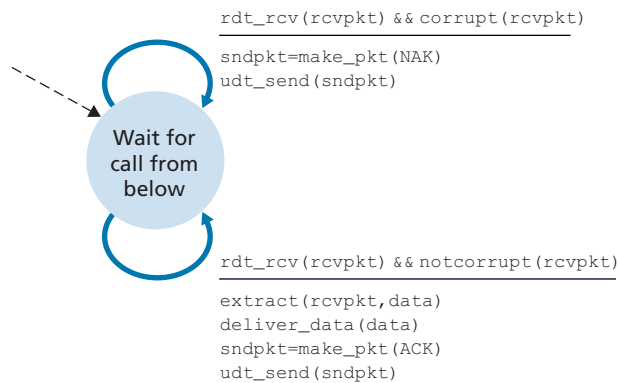 rdt_rcv(rcvpkt) && corrupt(rcvpkt)
sndpkt=make_pkt(NAK)
udt_send(sndpkt)
Wait for
call from
below
rdt_rcv(rcvpkt) && notcorrupt(rcvpkt)
extract(rcvpkt,data)
deliver_data(data)
sndpkt=make_pkt(ACK)
udt_send(sndpkt)